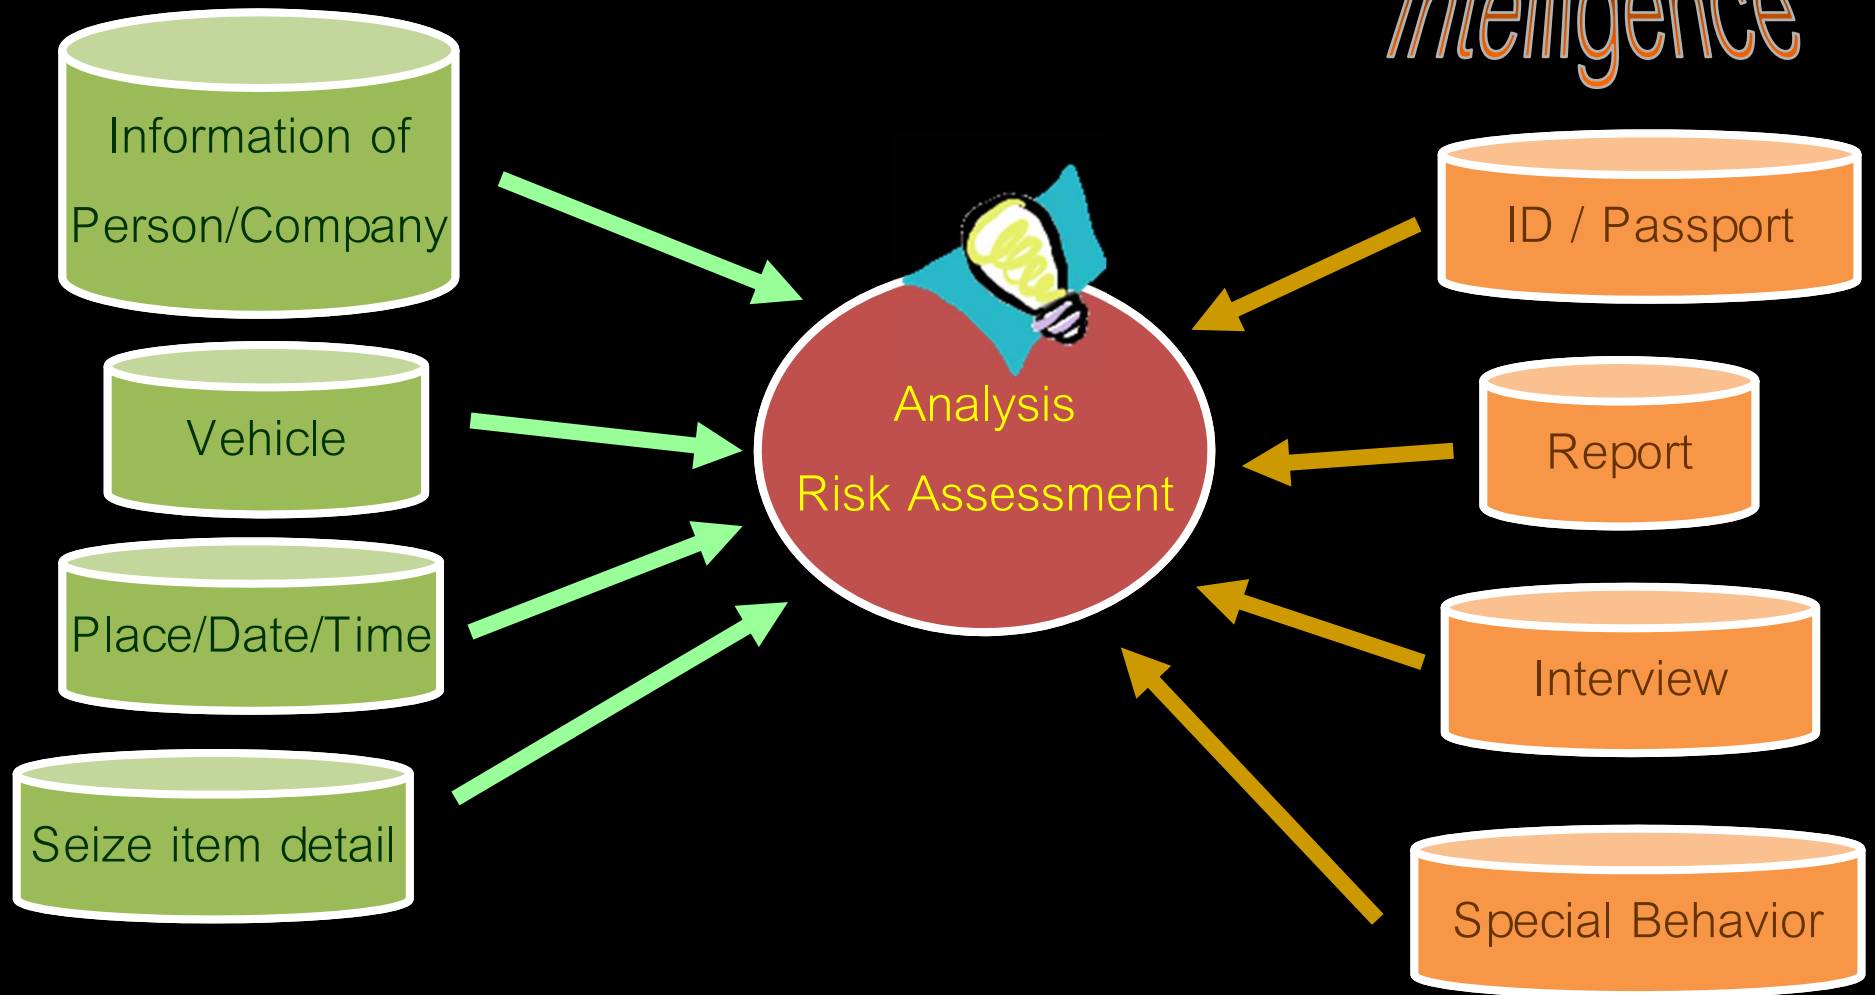 Intelligence
Information of
Person/Company
Vehicle
Place/Date/Time
Seize item detail
Analysis
Risk Assessment
ID / Passport
Report
Interview
Special Behavior